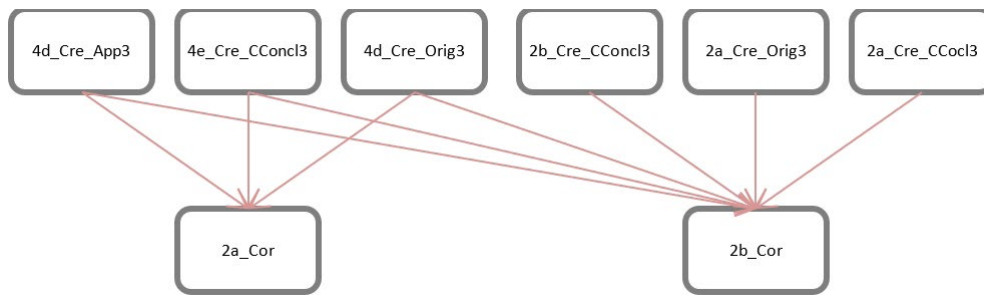 4d_Cre_App3
4e_Cre_CConcl3
4d_Cre_Orig3
2b_Cre_CConcl3
2a_Cre_Orig3
2a_Cre_CCocl3
2a_Cor
2b_Cor